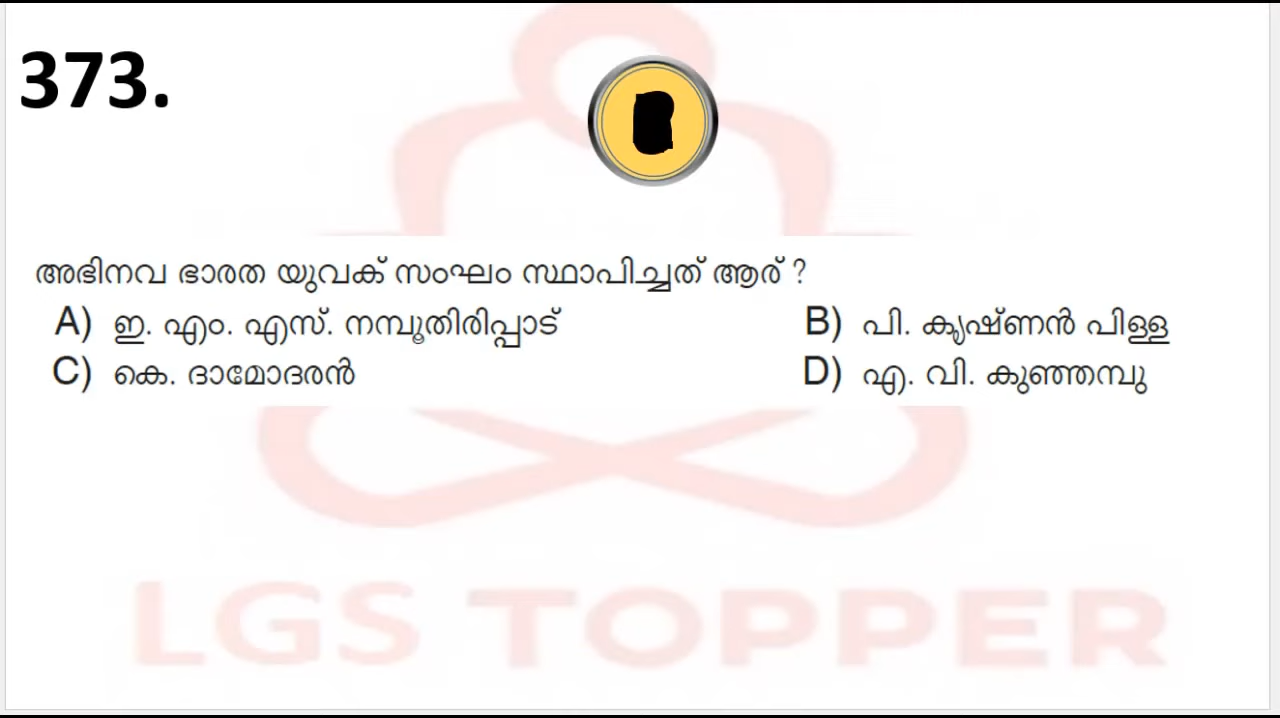 373.
അഭിനവ ഭാരത യുവക് സംഘം സ്ഥാപിച്ചത് ആര് ?
A) ഇ. എം. എസ്. നമ്പൂതിരിപ്പാട് B) പി. കൃഷ്ണൻ പിള്ള
C) കെ. ദാമോദരൻ D) എ. വി. കുഞ്ഞമ്പു
LGS TOPPER